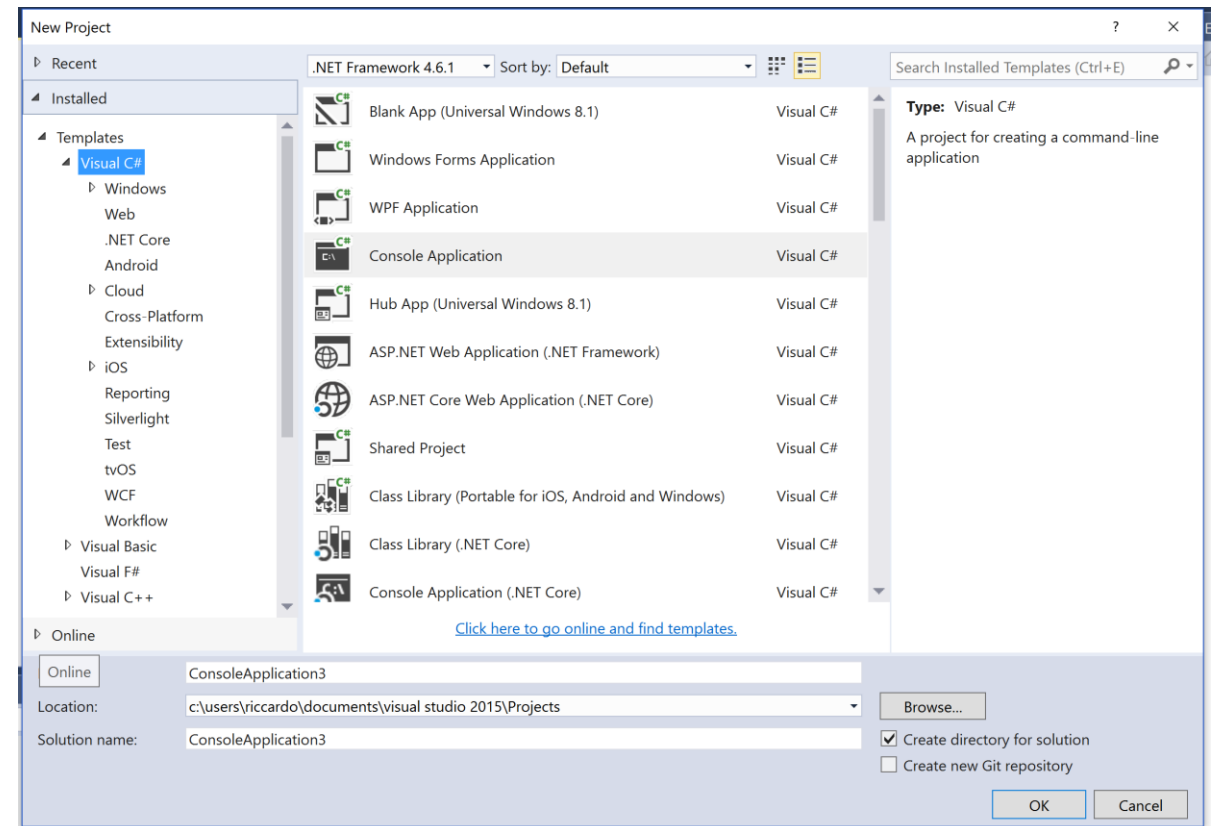 New Project
?
Recent
.NET Framework 4.6.1
Sort by: Default
Search Installed Templates (Ctrl+E)
Installed
Templates
Visual C#
Windows
Web
.NET Core
Android
Cloud
Cross-Platform
Extensibility
iOS
Reporting
Silverlight
Test
tvOS
WCF
Workflow
Visual Basic
Visual F#
Visual C++
Online
Blank App (Universal Windows 8.1) Visual C#
Windows Forms Application Visual C#
WPF Application Visual C#
Console Application Visual C#
Hub App (Universal Windows 8.1) Visual C#
ASP.NET Web Application (.NET Framework) Visual C#
ASP.NET Core Web Application (.NET Core) Visual C#
Shared Project Visual C#
Class Library (Portable for iOS, Android and Windows) Visual C#
Class Library (.NET Core) Visual C#
Console Application (.NET Core) Visual C#
Click here to go online and find templates.
Type: Visual C#
A project for creating a command-line
application
Online
ConsoleApplication3
Location: c:\users\riccardo\documents\visual studio 2015\Projects
Browse...
Solution name: ConsoleApplication3
Create directory for solution
Create new Git repository
OK
Cancel